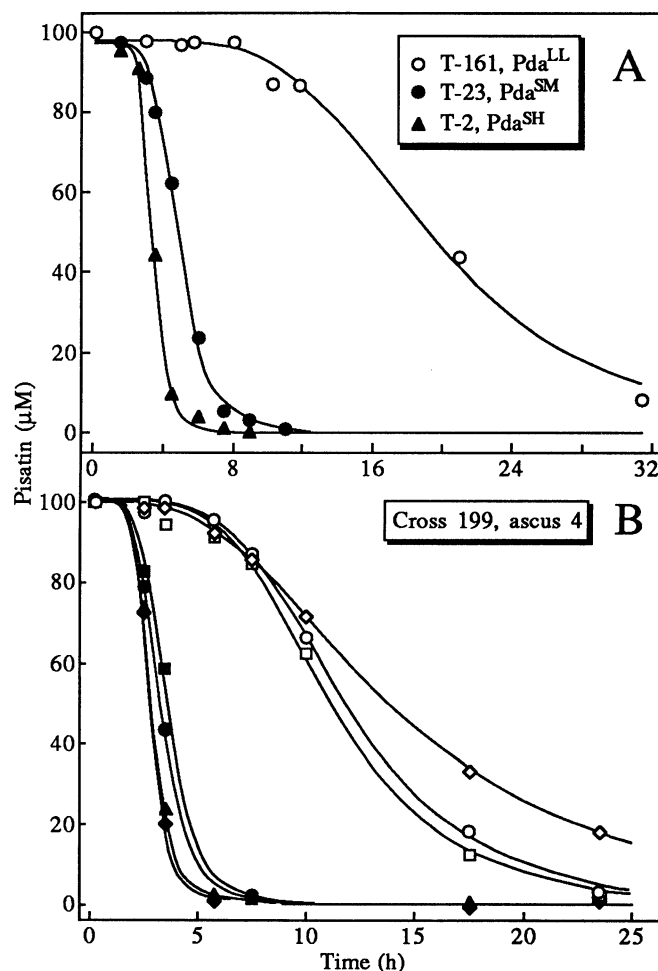 A
T-161, Pda^LL
T-23, Pda^SM
T-2, Pda^SH
100
80
60
40
20
0
0 8 16 24 32
Pisatin (μM)
B
Cross 199, ascus 4
100
80
60
40
20
0
0 5 10 15 20 25
Time (h)